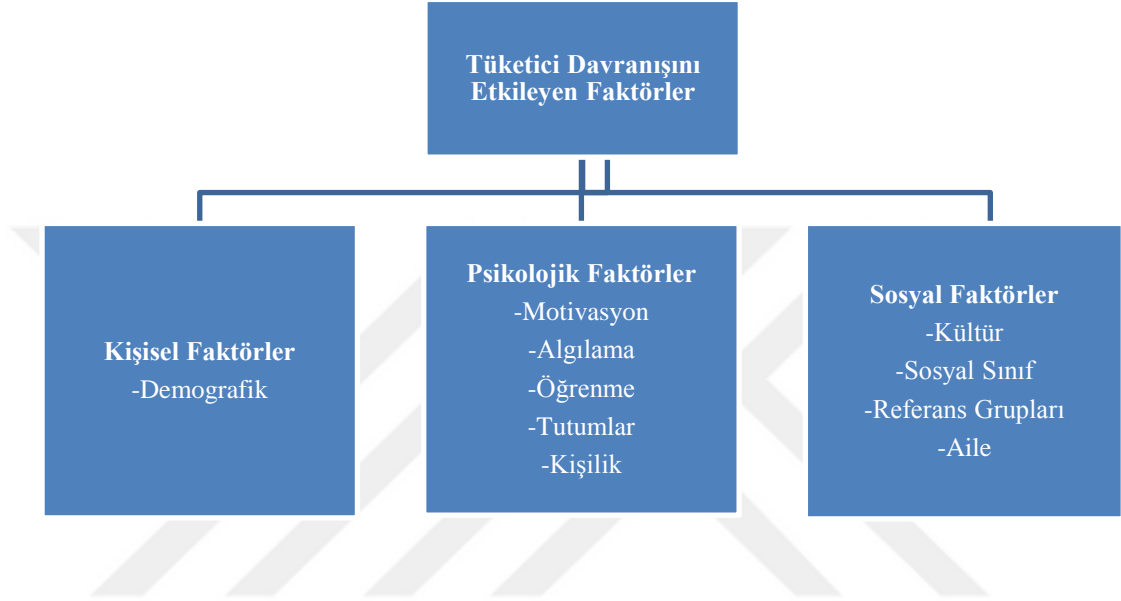 Tüketici Davranışını
Etkileyen Faktörler
Kişisel Faktörler
-Demografik
Psikolojik Faktörler
-Motivasyon
-Algılama
-Öğrenme
-Tutumlar
-Kişilik
Sosyal Faktörler
-Kültür
-Sosyal Sınıf
-Referans Grupları
-Aile